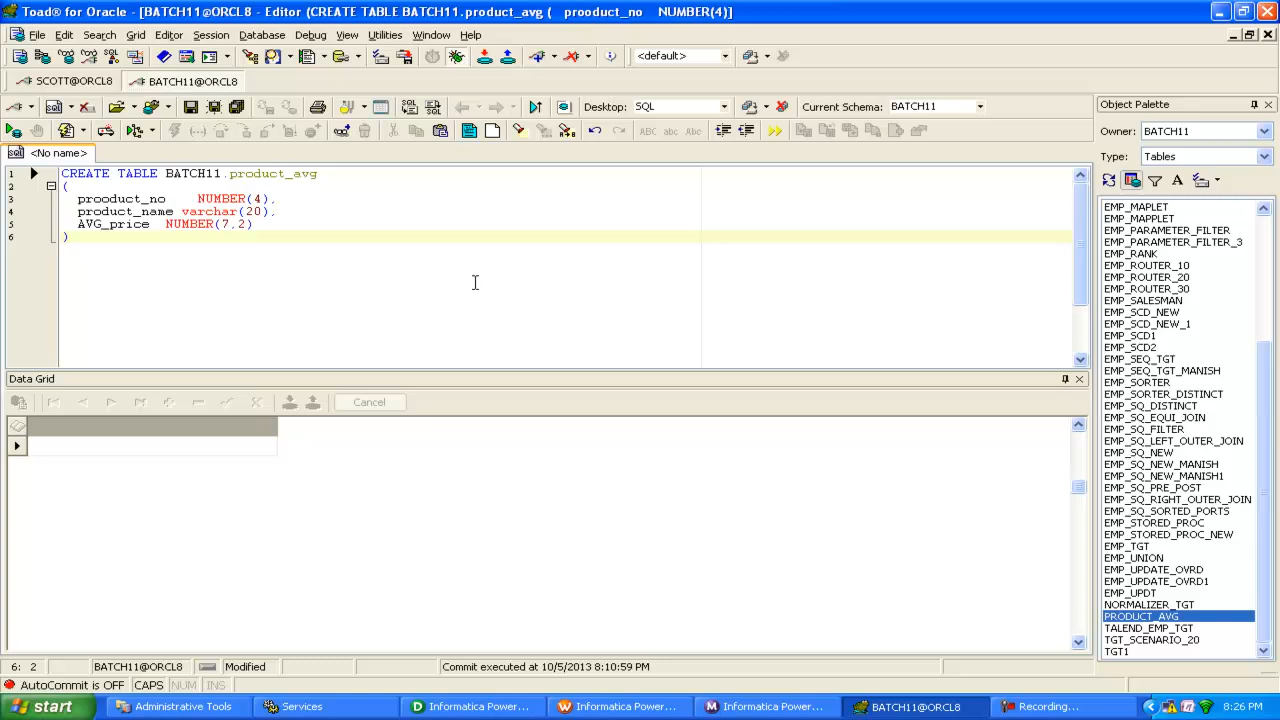 Toad® for Oracle - [BATCH11@ORCL8 - Editor (CREATE TABLE BATCH11.product_avg ( prooduct_no NUMBER(4)]
File Edit Search Grid Editor Session Database Debug View Utilities Window Help
<default>
SCOTT@ORCL8 BATCH11@ORCL8
Desktop: SQL Current Schema: BATCH11
<No name>
1 CREATE TABLE BATCH11.product_avg
2 (
3 prooduct_no NUMBER(4),
4 product_name varchar(20),
5 AVG_price NUMBER(7,2)
6 )
Data Grid
Cancel
Object Palette
Owner: BATCH11
Type: Tables
EMP_MAPLET
EMP_MAPPLET
EMP_PARAMETER_FILTER
EMP_PARAMETER_FILTER_3
EMP_RANK
EMP_ROUTER_10
EMP_ROUTER_20
EMP_ROUTER_30
EMP_SALESMAN
EMP_SCD_NEW
EMP_SCD_NEW_1
EMP_SCD1
EMP_SCD2
EMP_SEQ_TGT
EMP_SEQ_TGT_MANISH
EMP_SORTER
EMP_SORTER_DISTINCT
EMP_SQ_DISTINCT
EMP_SQ_EQUI_JOIN
EMP_SQ_FILTER
EMP_SQ_LEFT_OUTER_JOIN
EMP_SQ_NEW
EMP_SQ_NEW_MANISH
EMP_SQ_NEW_MANISH1
EMP_SQ_PRE_POST
EMP_SQ_RIGHT_OUTER_JOIN
EMP_SQ_SORTED_PORTS
EMP_STORED_PROC
EMP_STORED_PROC_NEW
EMP_TGT
EMP_UNION
EMP_UPDATE_OVRD
EMP_UPDATE_OVRD1
EMP_UPDT
NORMALIZER_TGT
PRODUCT_AVG
TALEND_EMP_TGT
TGT_SCENARIO_20
TGT1
6: 2 BATCH11@ORCL8 Modified Commit executed at 10/5/2013 8:10:59 PM
AutoCommit is OFF CAPS NUM INS
start Administrative Tools Services Informatica Power... Informatica Power... Informatica Power... BATCH11@ORCL8 Recording... 8:26 PM